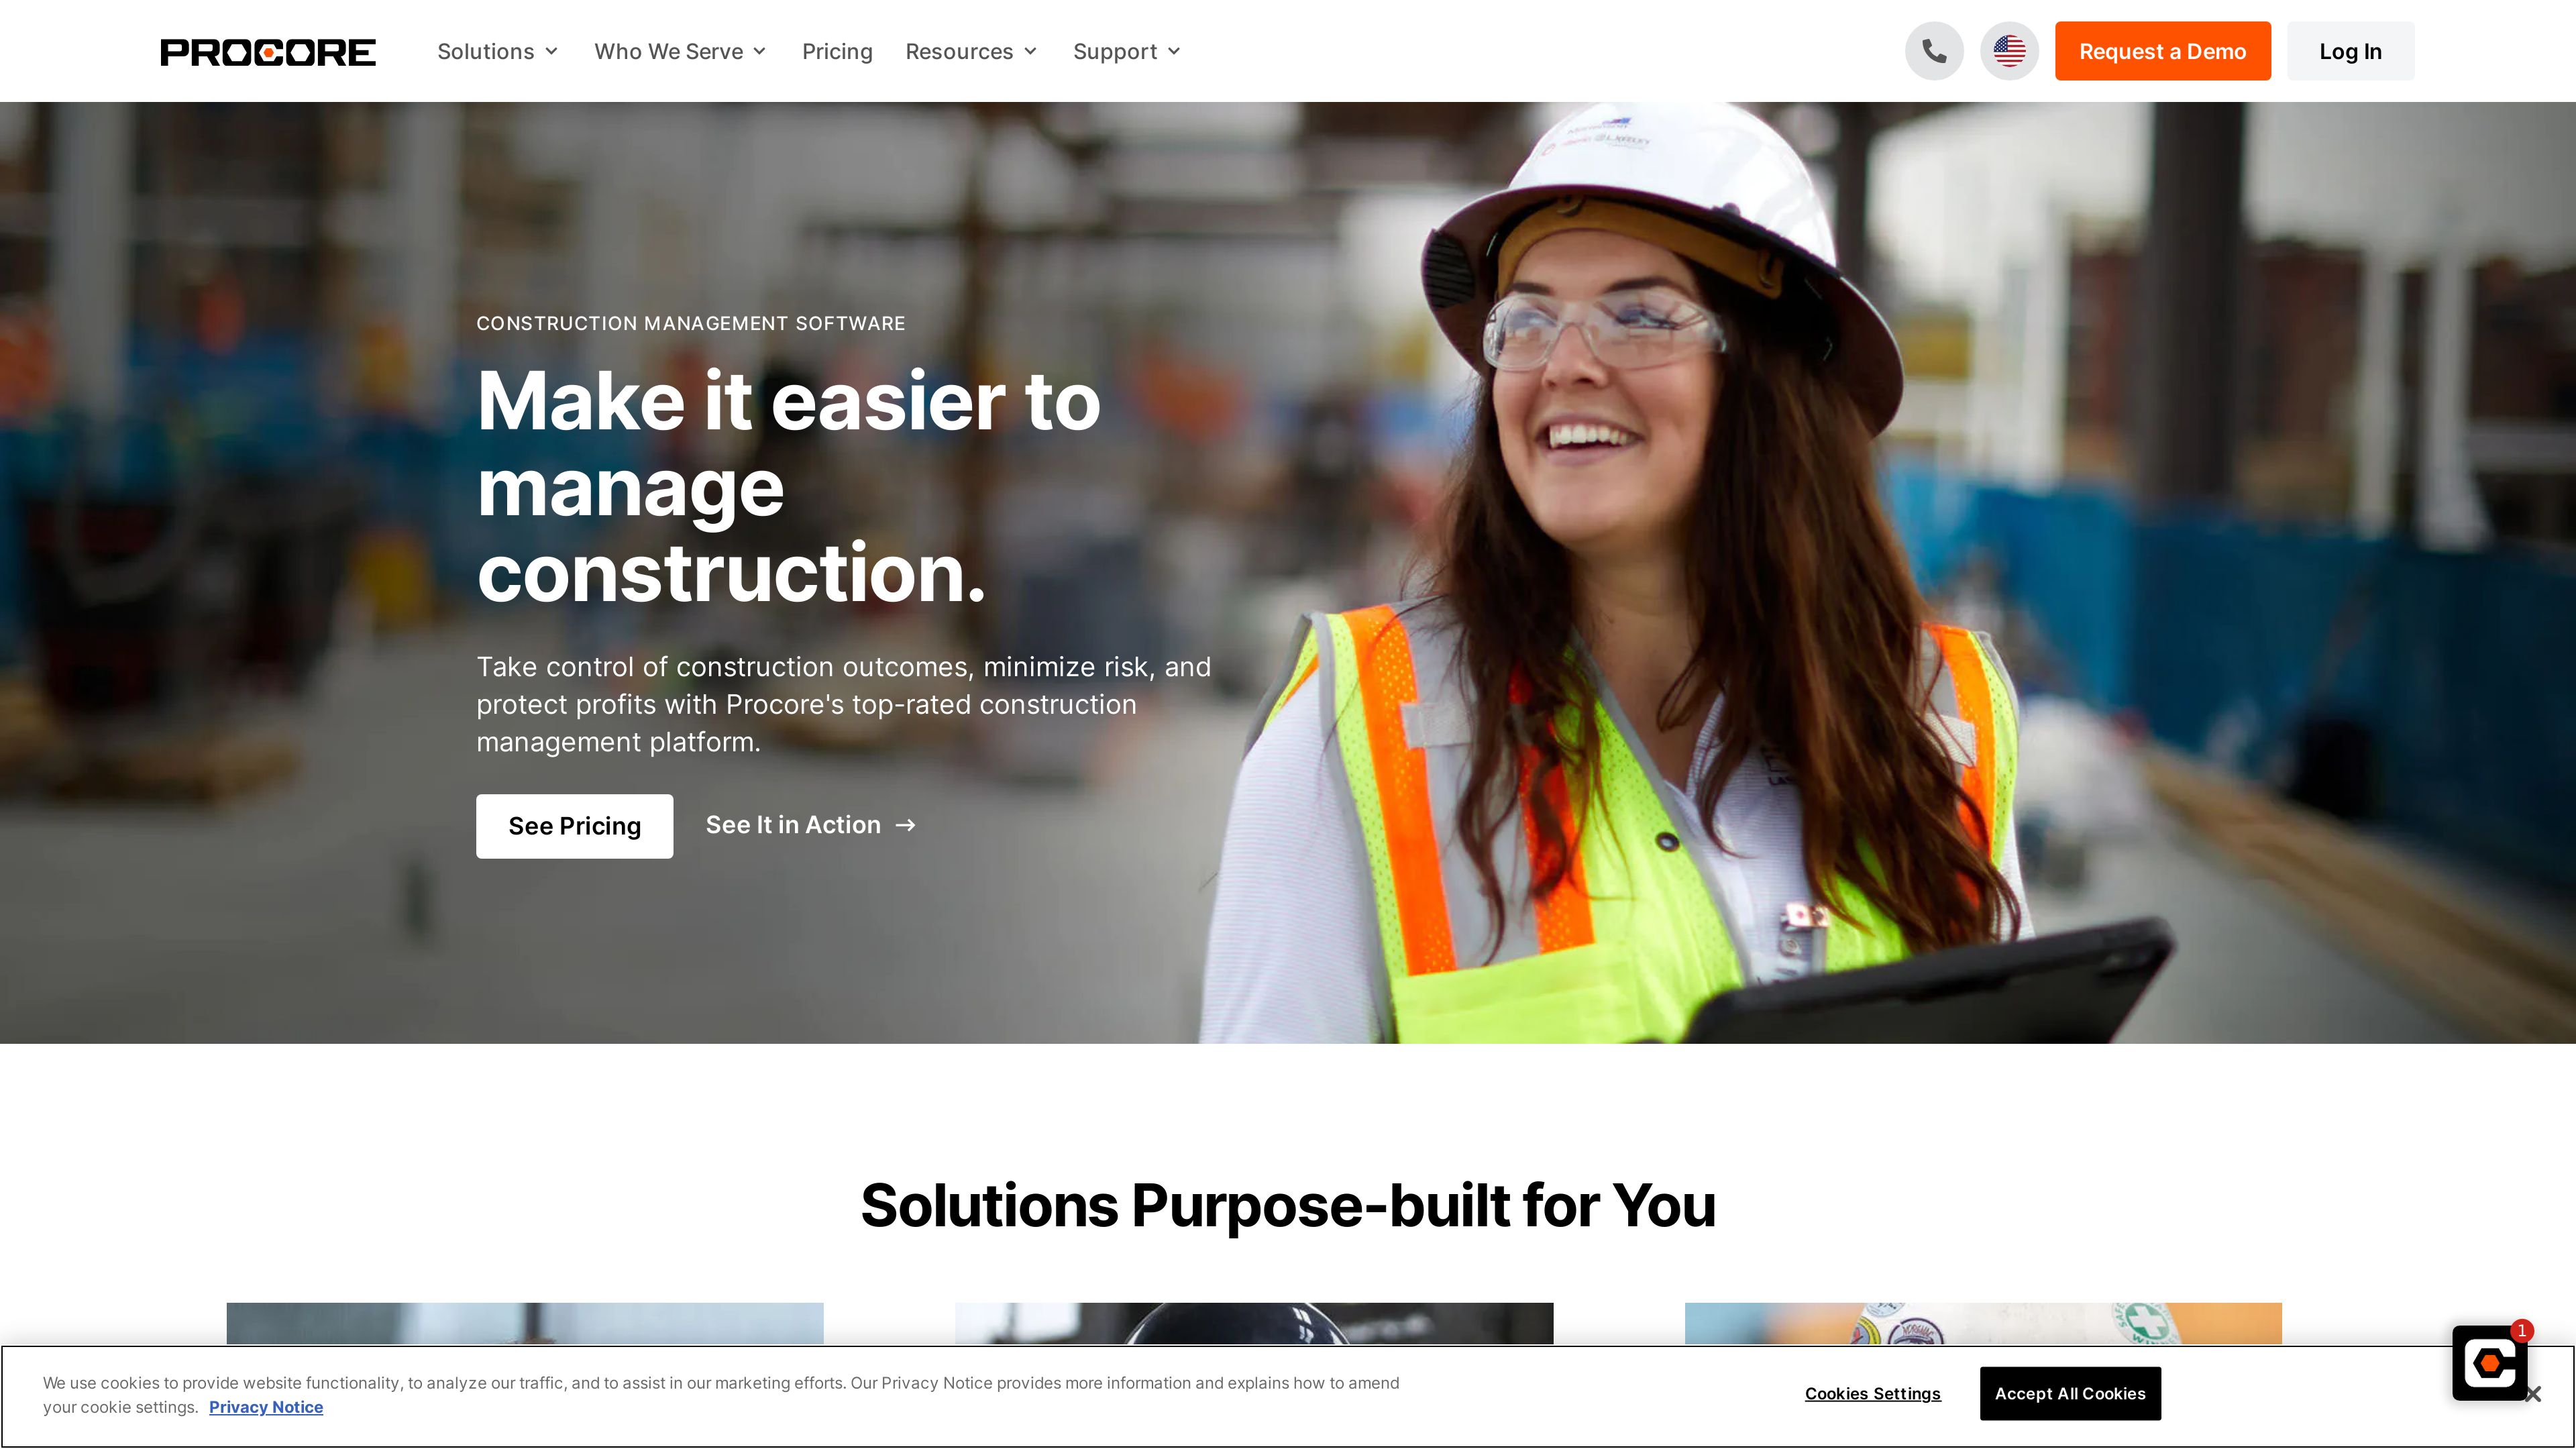 PROCORE
Solutions
Who We Serve
Pricing
Resources
Support
Request a Demo
Log In
CONSTRUCTION MANAGEMENT SOFTWARE
Make it easier to
manage
construction.
Take control of construction outcomes, minimize risk, and
protect profits with Procore's top-rated construction
management platform.
See Pricing
See It in Action →
Solutions Purpose-built for You
We use cookies to provide website functionality, to analyze our traffic, and to assist in our marketing efforts. Our Privacy Notice provides more information and explains how to amend
your cookie settings. Privacy Notice
Cookies Settings
Accept All Cookies
1